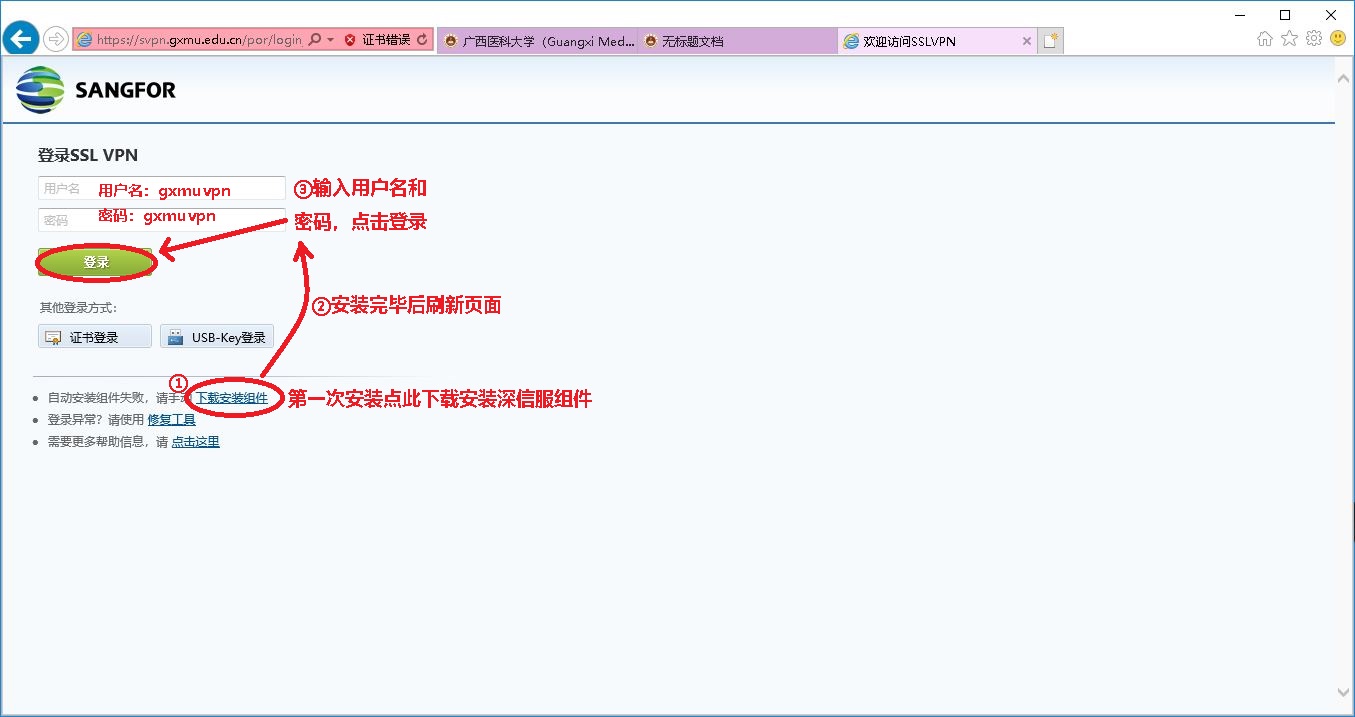 https://svpn.gxmu.edu.cn/por/login_ 证书错误 广西医科大学（Guangxi Med... 无标题文档 欢迎访问SSLVPN
SANGFOR
登录SSL VPN
用户名 用户名：gxmuvpn
密码 密码：gxmuvpn
③输入用户名和
密码，点击登录
登录
②安装完毕后刷新页面
其他登录方式：
证书登录 USB-Key登录
①
自动安装组件失败，请手 下载安装组件 第一次安装点此下载安装深信服组件
登录异常？请使用 修复工具
需要更多帮助信息，请 点击这里